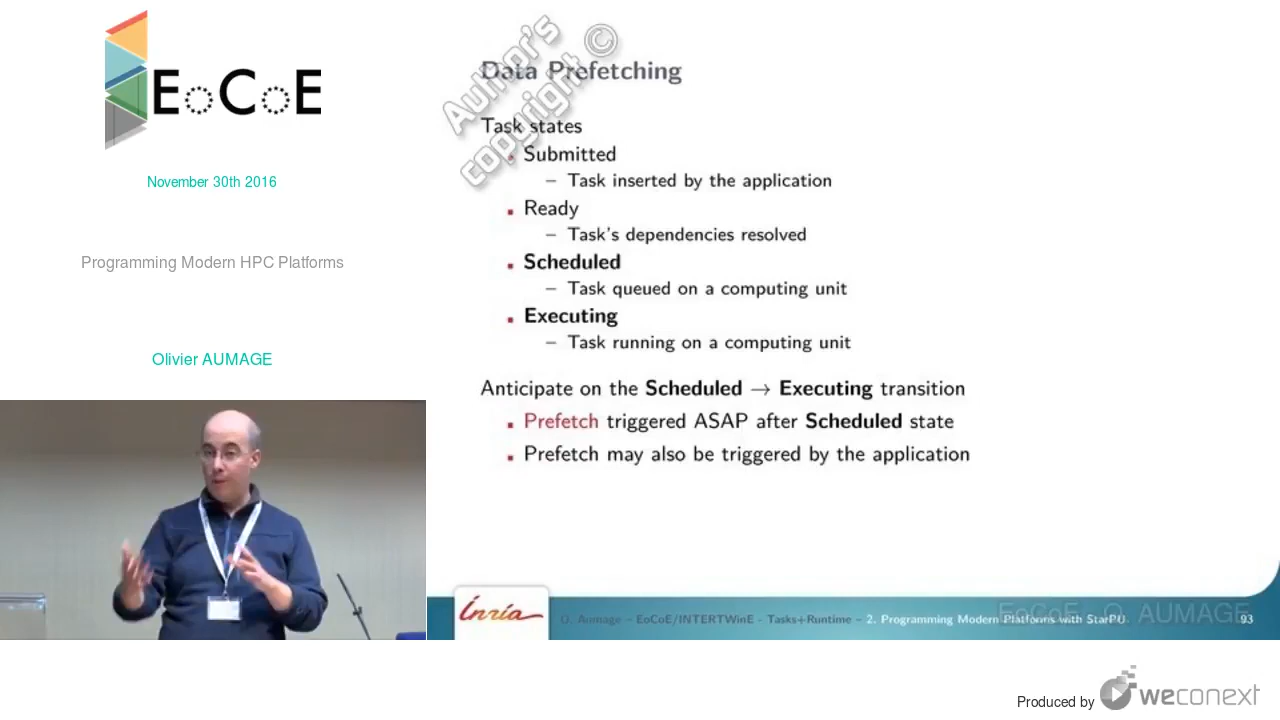 EoCoE
November 30th 2016
Programming Modern HPC Platforms
Olivier AUMAGE
Author's
copyright ©
Data Prefetching
Task states
▪ Submitted
– Task inserted by the application
▪ Ready
– Task's dependencies resolved
▪ Scheduled
– Task queued on a computing unit
▪ Executing
– Task running on a computing unit
Anticipate on the Scheduled → Executing transition
▪ Prefetch triggered ASAP after Scheduled state
▪ Prefetch may also be triggered by the application
Inria
O. Aumage – EoCoE/INTERTWinE - Tasks+Runtime – 2. Programming Modern Platforms with StarPU
EoCoE O. AUMAGE
93
Produced by weconext